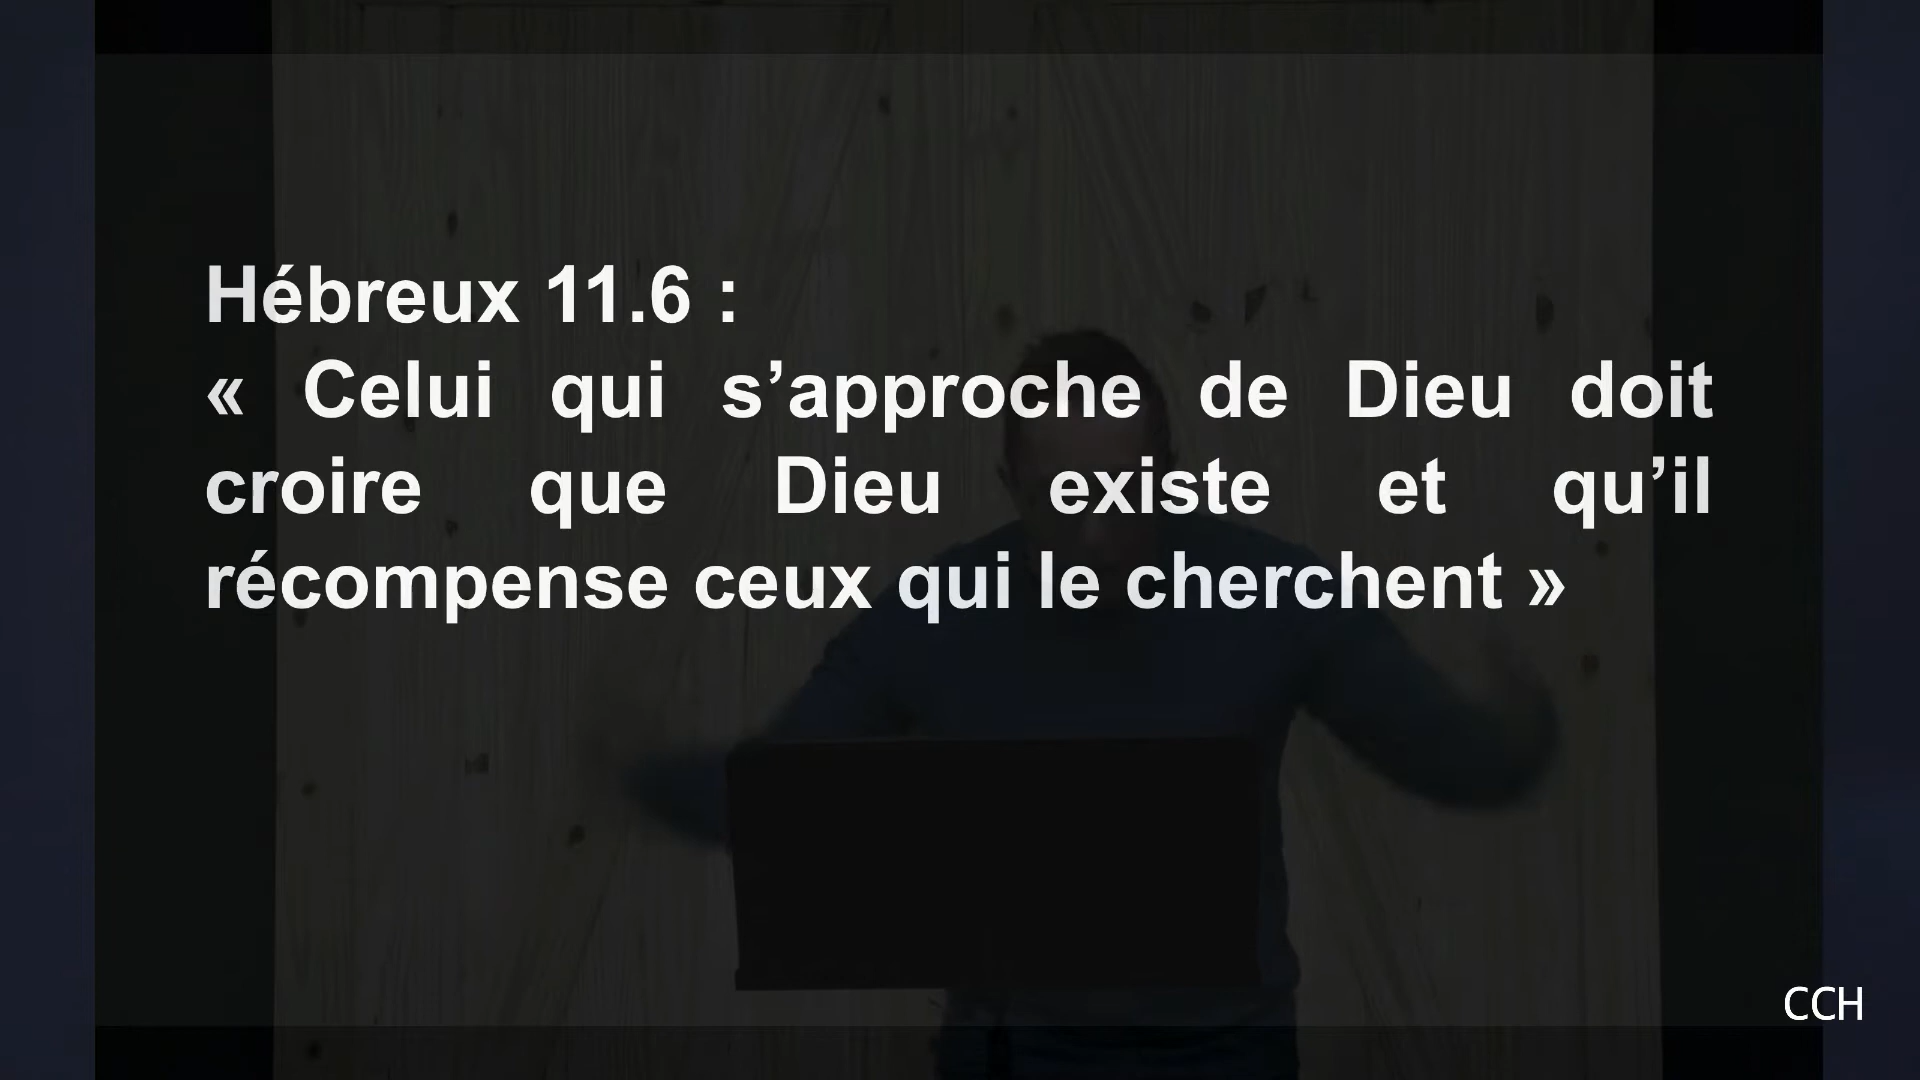 Hébreux 11.6 :
« Celui qui s’approche de Dieu doit
croire que Dieu existe et qu’il
récompense ceux qui le cherchent »
CCH